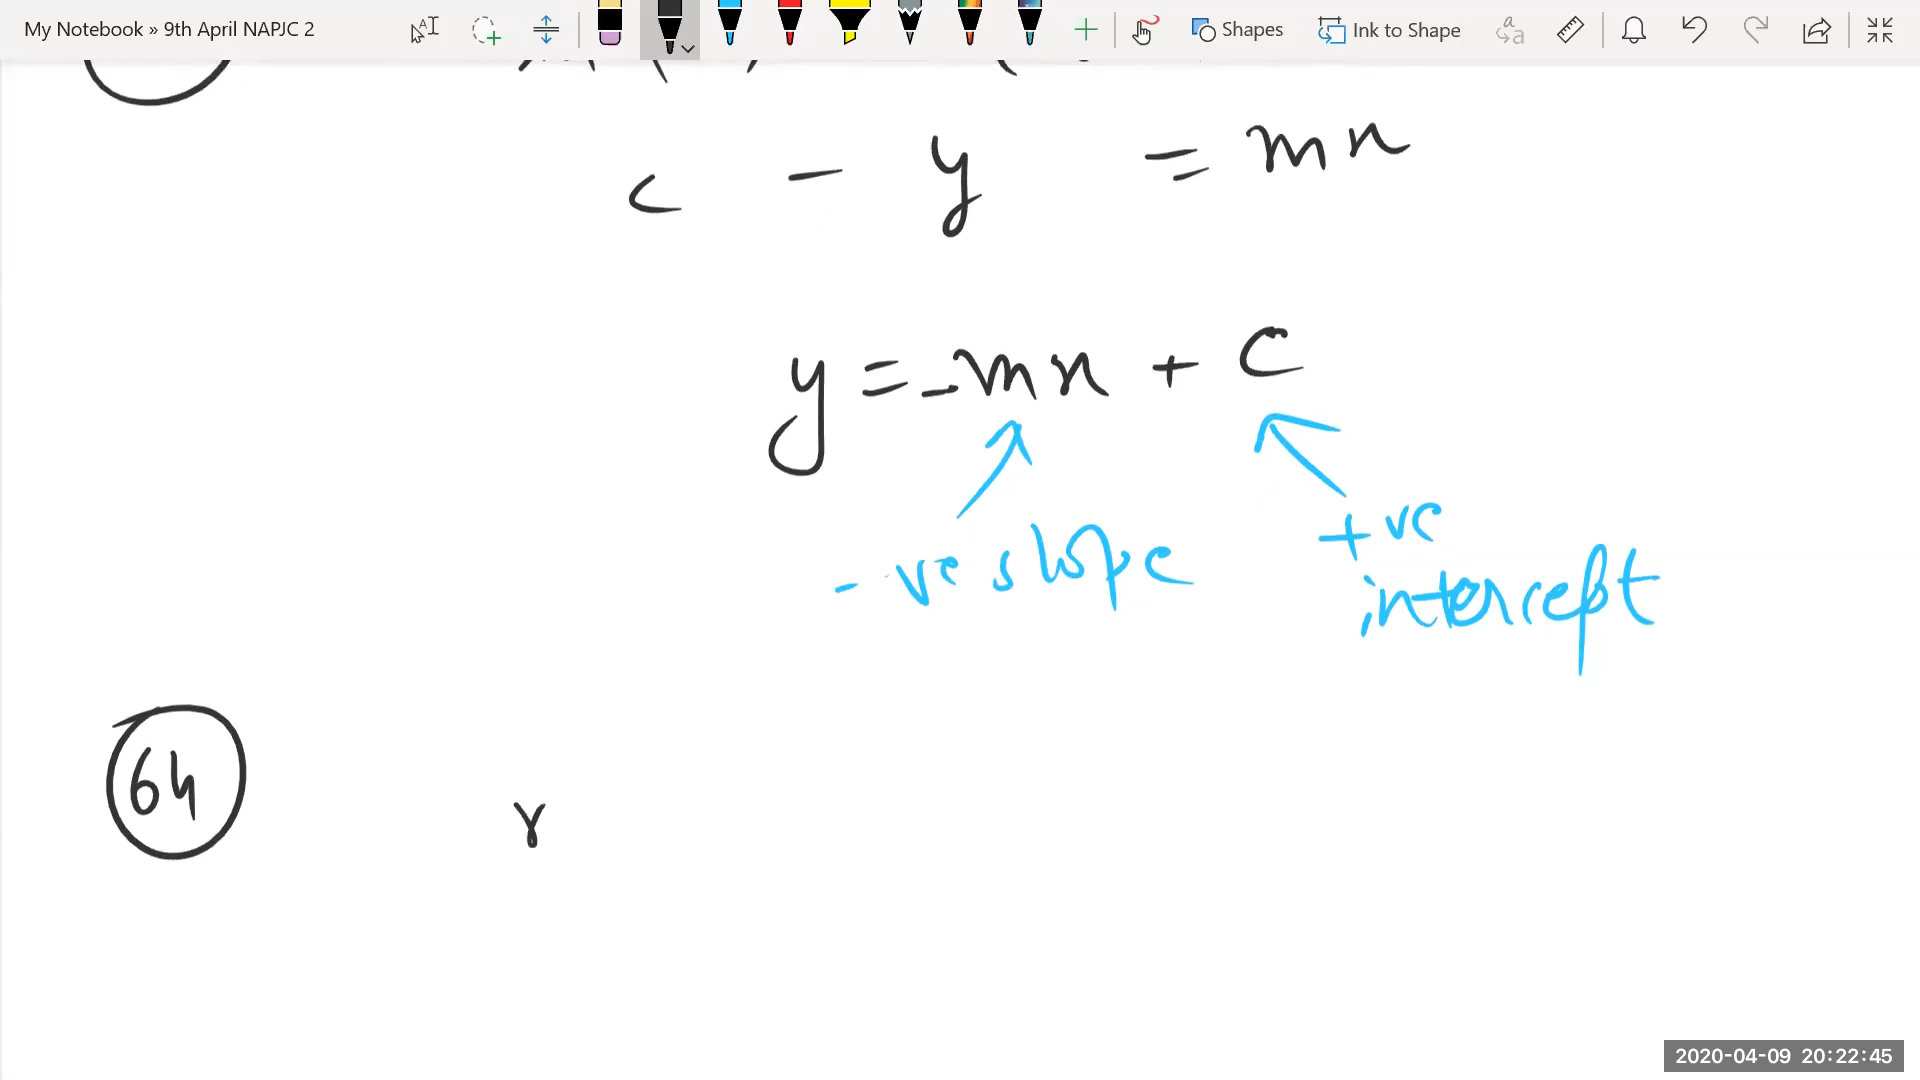 My Notebook » 9th April NAPJC 2
Shapes
Ink to Shape
c - y = mx
y = -mx + c
-ve slope
+ve
intercept
64
r
2020-04-09 20:22:45